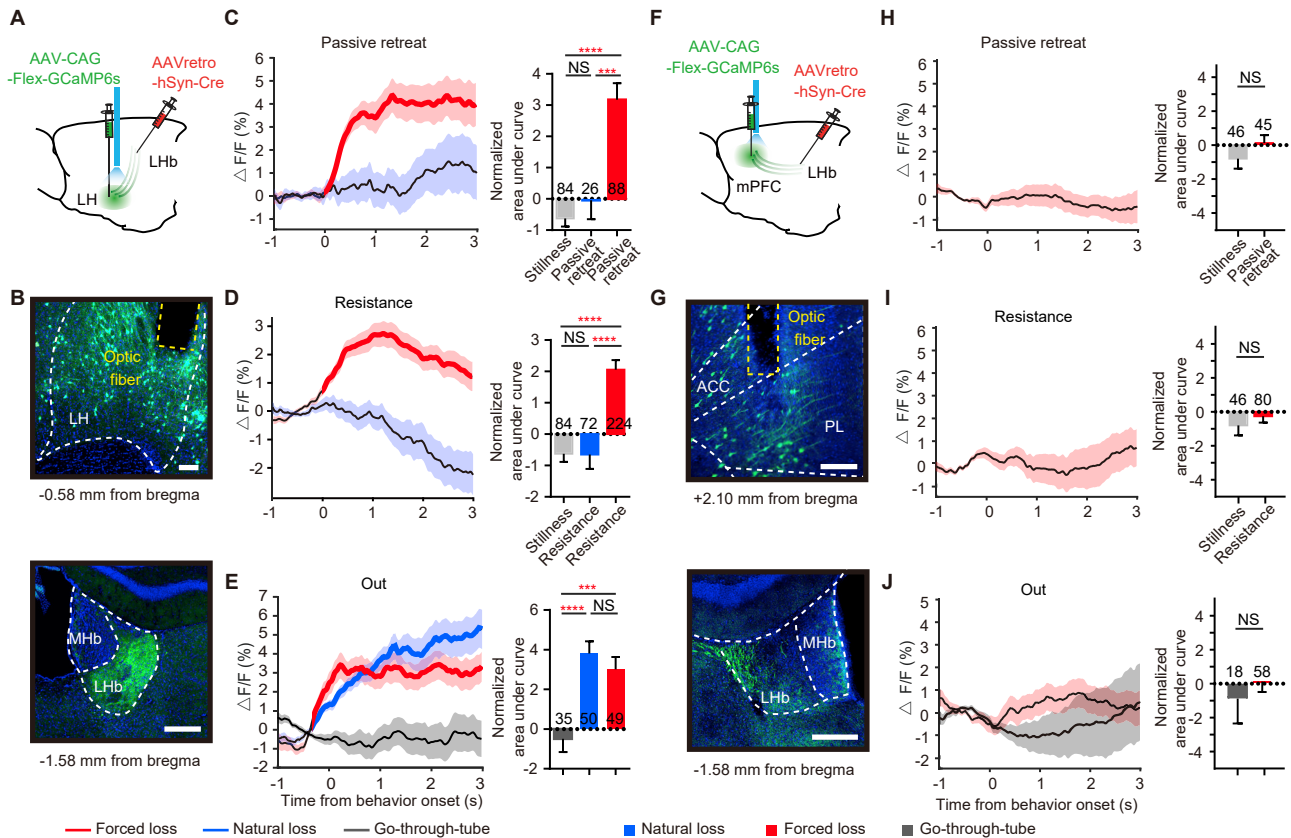 A
AAV-CAG
-Flex-GCaMP6s
AAVretro
-hSyn-Cre
LHb
LH
B
Optic
fiber
LH
-0.58 mm from bregma
MHb
LHb
-1.58 mm from bregma
C
Passive retreat
△ F/F (%)
6
5
4
3
2
1
0
-1
-1 0 1 2 3
Normalized
area under curve
4
3
2
1
0
-1
****
NS
***
84 26 88
Stillness
Passive
retreat
Passive
retreat
D
Resistance
△ F/F (%)
3
2
1
0
-1
-2
-1 0 1 2 3
Normalized
area under curve
4
3
2
1
0
-1
-2
****
NS
****
84 72 224
Stillness
Resistance
Resistance
E
Out
△ F/F (%)
7
6
5
4
3
2
1
0
-1
-2
-1 0 1 2 3
Time from behavior onset (s)
Normalized
area under curve
6
4
2
0
-2
***
****
NS
35 50 49
F
AAV-CAG
-Flex-GCaMP6s
AAVretro
-hSyn-Cre
mPFC
LHb
G
Optic
fiber
ACC
PL
+2.10 mm from bregma
MHb
LHb
-1.58 mm from bregma
H
Passive retreat
△ F/F (%)
6
5
4
3
2
1
0
-1
-1 0 1 2 3
Normalized
area under curve
4
2
0
-2
-4
NS
46 45
Stillness
Passive
retreat
I
Resistance
△ F/F (%)
5
4
3
2
1
0
-1
-1 0 1 2 3
Normalized
area under curve
4
2
0
-2
-4
NS
46 80
Stillness
Resistance
J
Out
△ F/F (%)
5
4
3
2
1
0
-1
-2
-1 0 1 2 3
Time from behavior onset (s)
Normalized
area under curve
4
2
0
-2
-4
NS
18 58
Forced loss
Natural loss
Go-through-tube
Natural loss
Forced loss
Go-through-tube